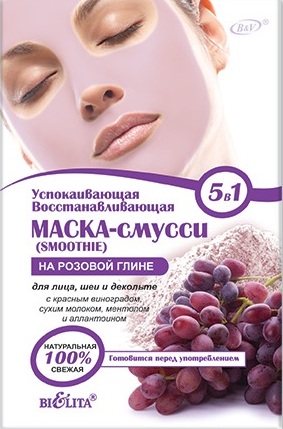 B&V
Успокаивающая
Восстанавливающая
5в1
МАСКА-смусси
(SMOOTHIE)
НА РОЗОВОЙ ГЛИНЕ
для лица, шеи и декольте
с красным виноградом,
сухим молоком, ментолом
и аллантоином
НАТУРАЛЬНАЯ
100%
СВЕЖАЯ
Готовится перед употреблением
BIELITA®